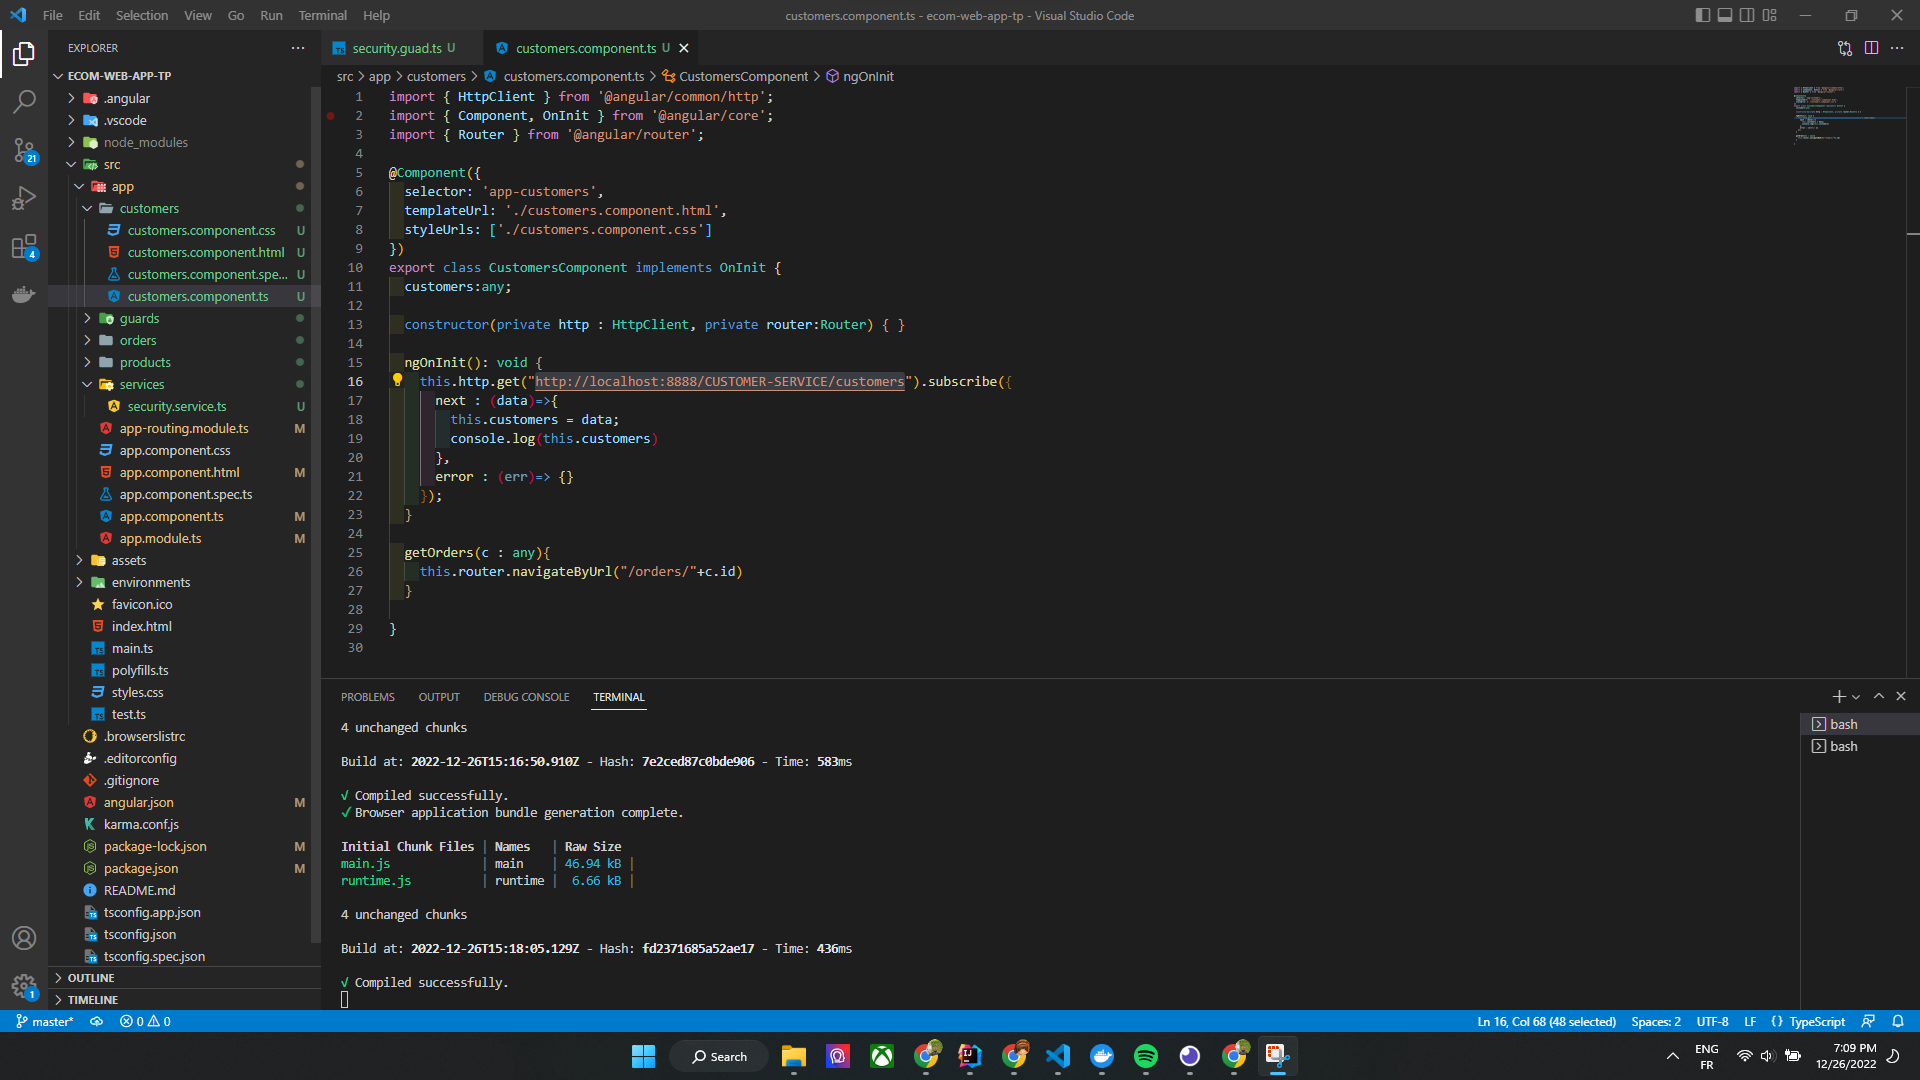 File Edit Selection View Go Run Terminal Help
customers.component.ts - ecom-web-app-tp - Visual Studio Code
EXPLORER
ECOM-WEB-APP-TP
.angular
.vscode
node_modules
src
app
customers
customers.component.css U
customers.component.html U
customers.component.spe... U
customers.component.ts U
guards
orders
products
services
security.service.ts U
app-routing.module.ts M
app.component.css
app.component.html M
app.component.spec.ts
app.component.ts M
app.module.ts M
assets
environments
favicon.ico
index.html
main.ts
polyfills.ts
styles.css
test.ts
.browserslistrc
.editorconfig
.gitignore
angular.json M
karma.conf.js
package-lock.json M
package.json M
README.md
tsconfig.app.json
tsconfig.json
tsconfig.spec.json
OUTLINE
TIMELINE
21
4
1
security.guad.ts U
customers.component.ts U
src > app > customers > customers.component.ts > CustomersComponent > ngOnInit
1 import { HttpClient } from '@angular/common/http';
2 import { Component, OnInit } from '@angular/core';
3 import { Router } from '@angular/router';
4
5 @Component({
6 selector: 'app-customers',
7 templateUrl: './customers.component.html',
8 styleUrls: ['./customers.component.css']
9 })
10 export class CustomersComponent implements OnInit {
11 customers:any;
12
13 constructor(private http : HttpClient, private router:Router) { }
14
15 ngOnInit(): void {
16 this.http.get("http://localhost:8888/CUSTOMER-SERVICE/customers").subscribe({
17 next : (data)=>{
18 this.customers = data;
19 console.log(this.customers)
20 },
21 error : (err)=> {}
22 });
23 }
24
25 getOrders(c : any){
26 this.router.navigateByUrl("/orders/"+c.id)
27 }
28
29 }
30
PROBLEMS OUTPUT DEBUG CONSOLE TERMINAL
4 unchanged chunks
Build at: 2022-12-26T15:16:50.910Z - Hash: 7e2ced87c0bde906 - Time: 583ms
√ Compiled successfully.
✔ Browser application bundle generation complete.
Initial Chunk Files | Names | Raw Size
main.js | main | 46.94 kB |
runtime.js | runtime | 6.66 kB |
4 unchanged chunks
Build at: 2022-12-26T15:18:05.129Z - Hash: fd2371685a52ae17 - Time: 436ms
√ Compiled successfully.
bash
bash
master* 0 0
Ln 16, Col 68 (48 selected) Spaces: 2 UTF-8 LF {} TypeScript
Search
ENG
FR
7:09 PM
12/26/2022